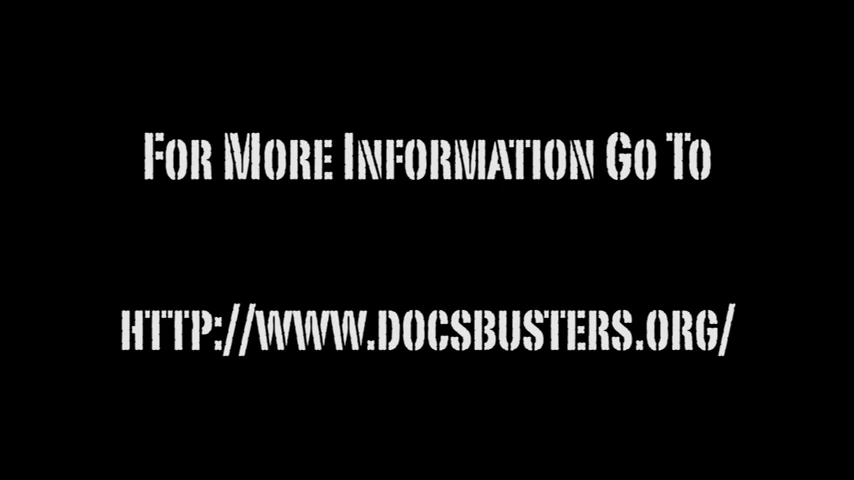 For More Information Go To
HTTP://WWW.DOCSBUSTERS.ORG/